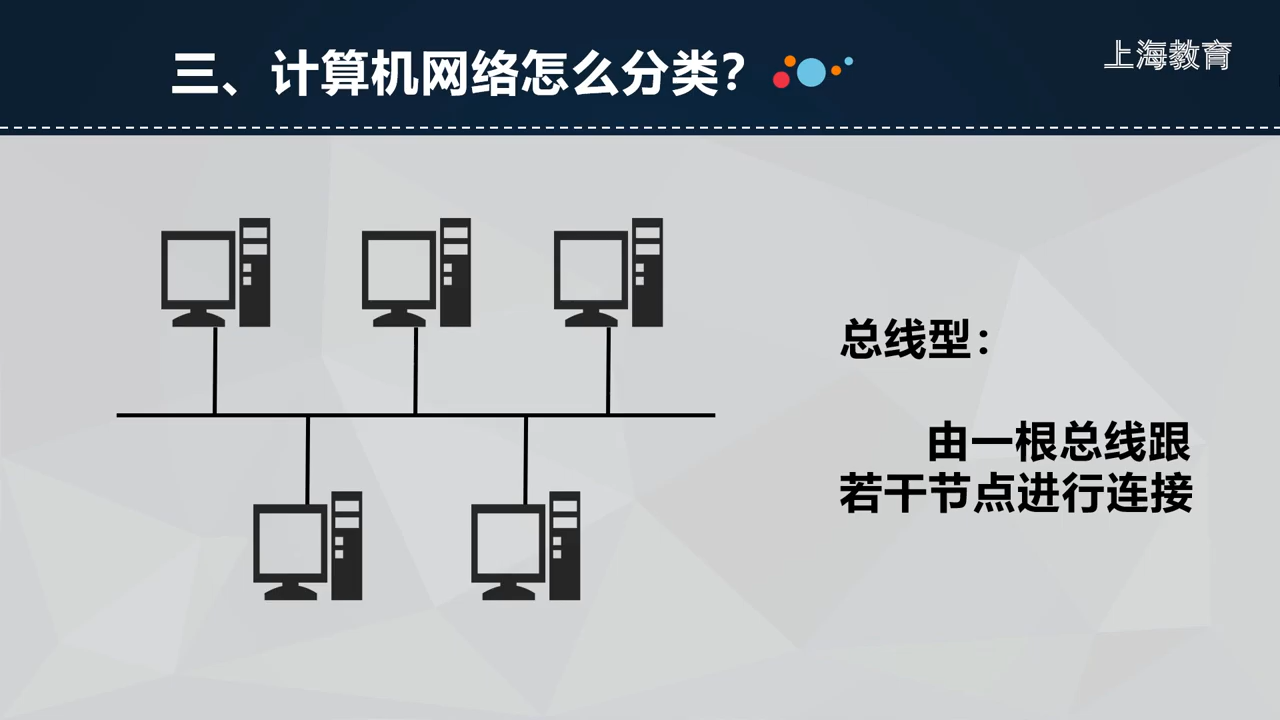 三、计算机网络怎么分类？
上海教育
总线型：
由一根总线跟
若干节点进行连接